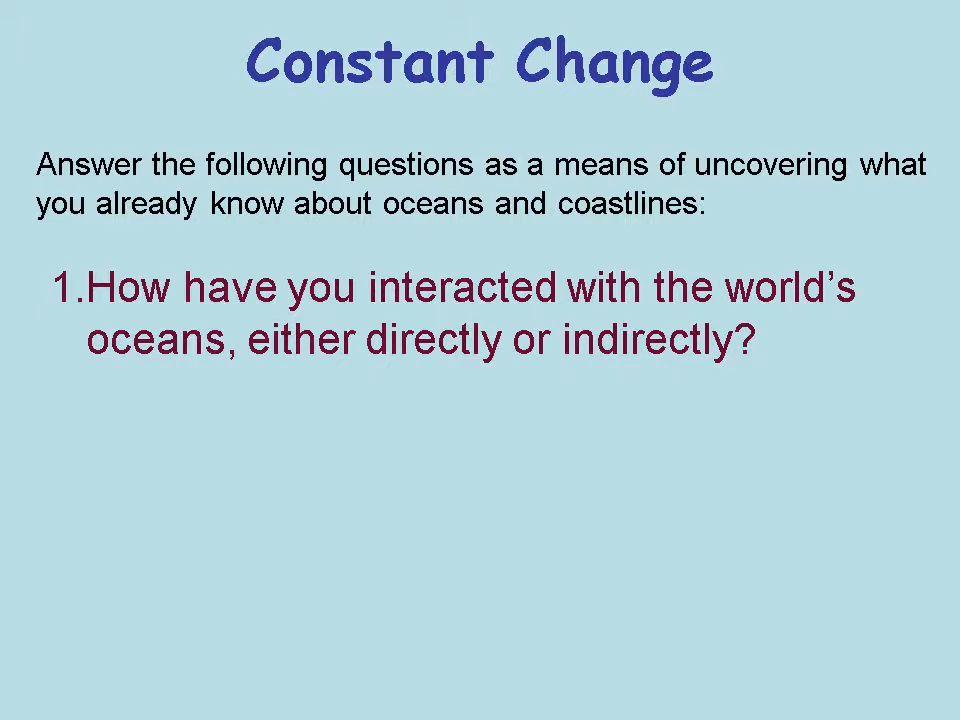 Constant Change
Answer the following questions as a means of uncovering what
you already know about oceans and coastlines:
1.How have you interacted with the world’s
oceans, either directly or indirectly?